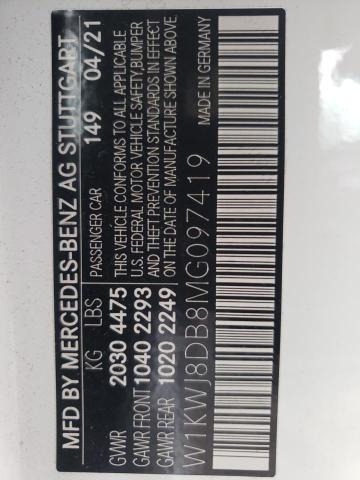 MFD BY MERCEDES-BENZ AG STUTTGART
KG LBS PASSENGER CAR 149 04/21
GVWR 2030 4475
GAWR FRONT 1040 2293
GAWR REAR 1020 2249
THIS VEHICLE CONFORMS TO ALL APPLICABLE
U.S. FEDERAL MOTOR VEHICLE SAFETY, BUMPER
AND THEFT PREVENTION STANDARDS IN EFFECT
ON THE DATE OF MANUFACTURE SHOWN ABOVE.
MADE IN GERMANY
W1KWJ8DB8MG097419